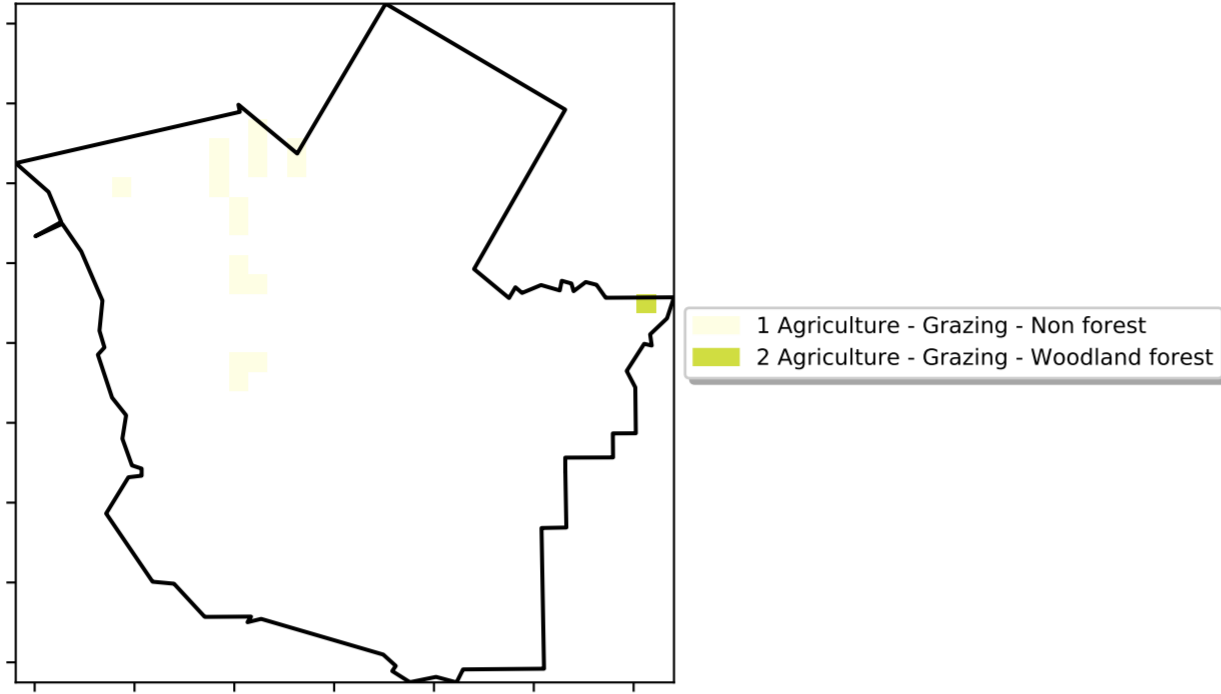 1 Agriculture - Grazing - Non forest
2 Agriculture - Grazing - Woodland forest